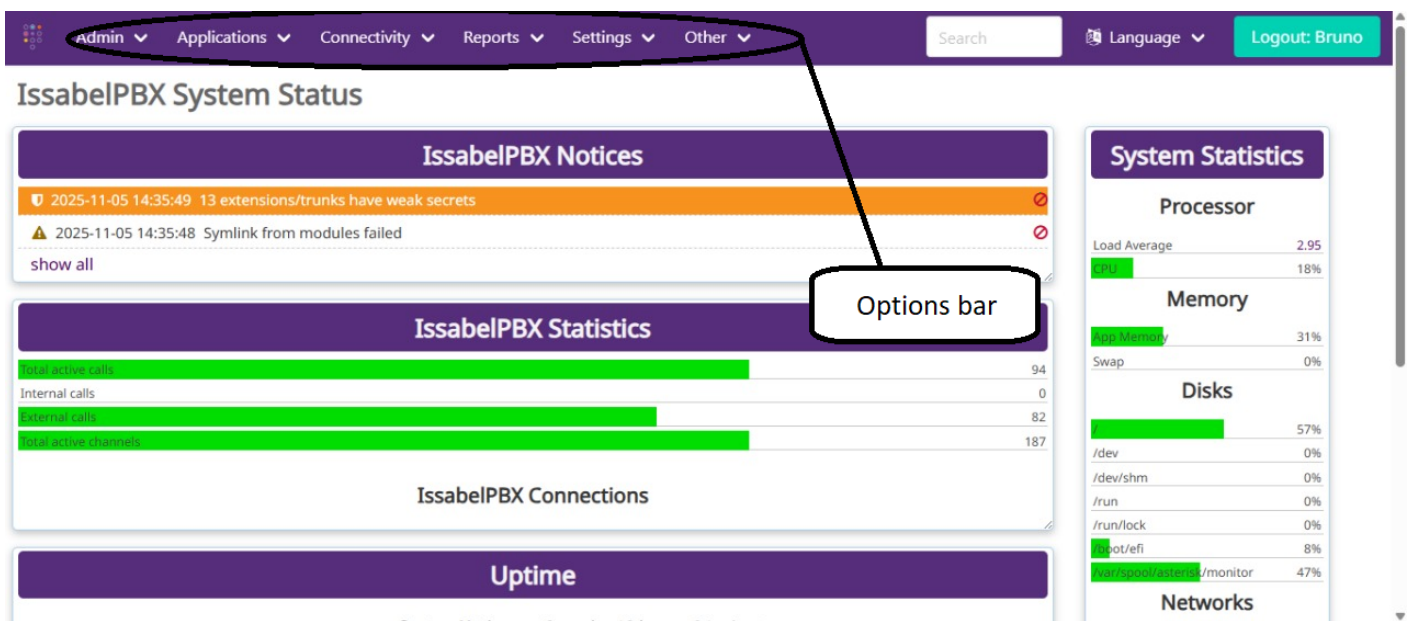 Admin Applications Connectivity Reports Settings Other Search Language Logout: Bruno
IssabelPBX System Status
IssabelPBX Notices
2025-11-05 14:35:49 13 extensions/trunks have weak secrets
2025-11-05 14:35:48 Symlink from modules failed
show all
Options bar
IssabelPBX Statistics
Total active calls 94
Internal calls 0
External calls 82
Total active channels 187
IssabelPBX Connections
Uptime
System Statistics
Processor
Load Average 2.95
CPU 18%
Memory
App Memory 31%
Swap 0%
Disks
/ 57%
/dev 0%
/dev/shm 0%
/run 0%
/run/lock 0%
/boot/efi 8%
/var/spool/asterisk/monitor 47%
Networks